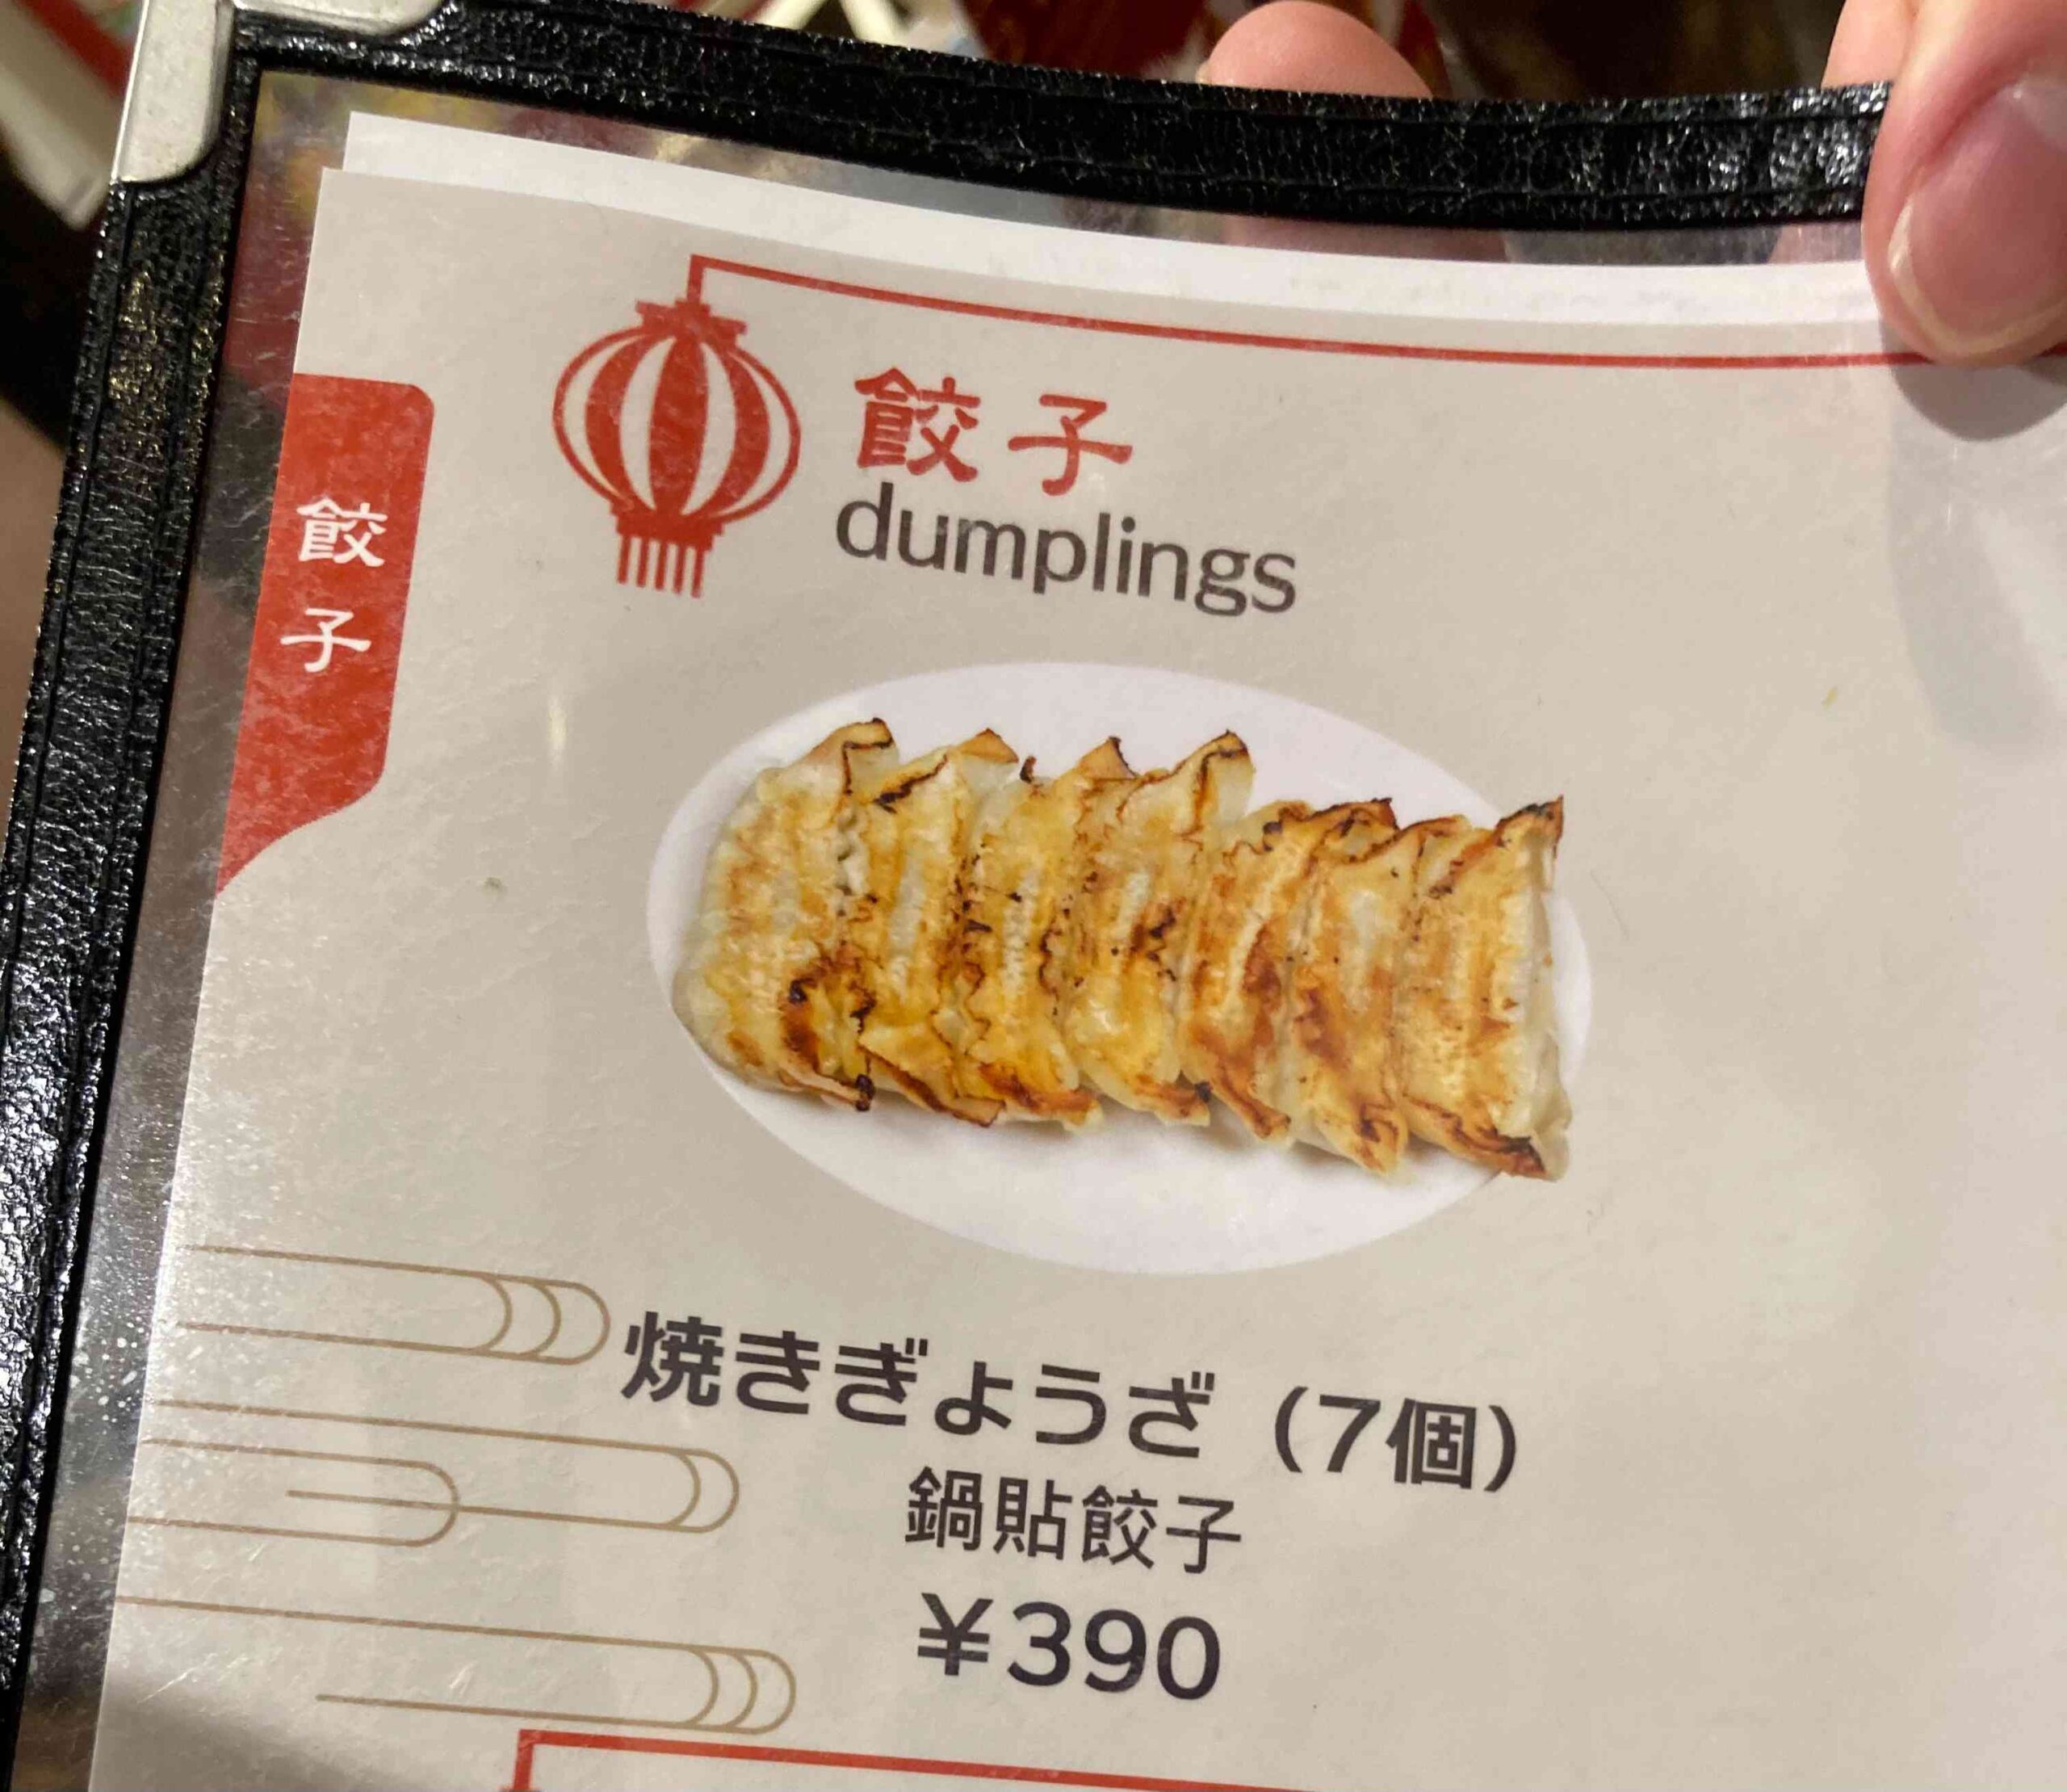 餃子
dumplings
餃子
焼きぎょうざ（7個）
鍋貼餃子
¥390